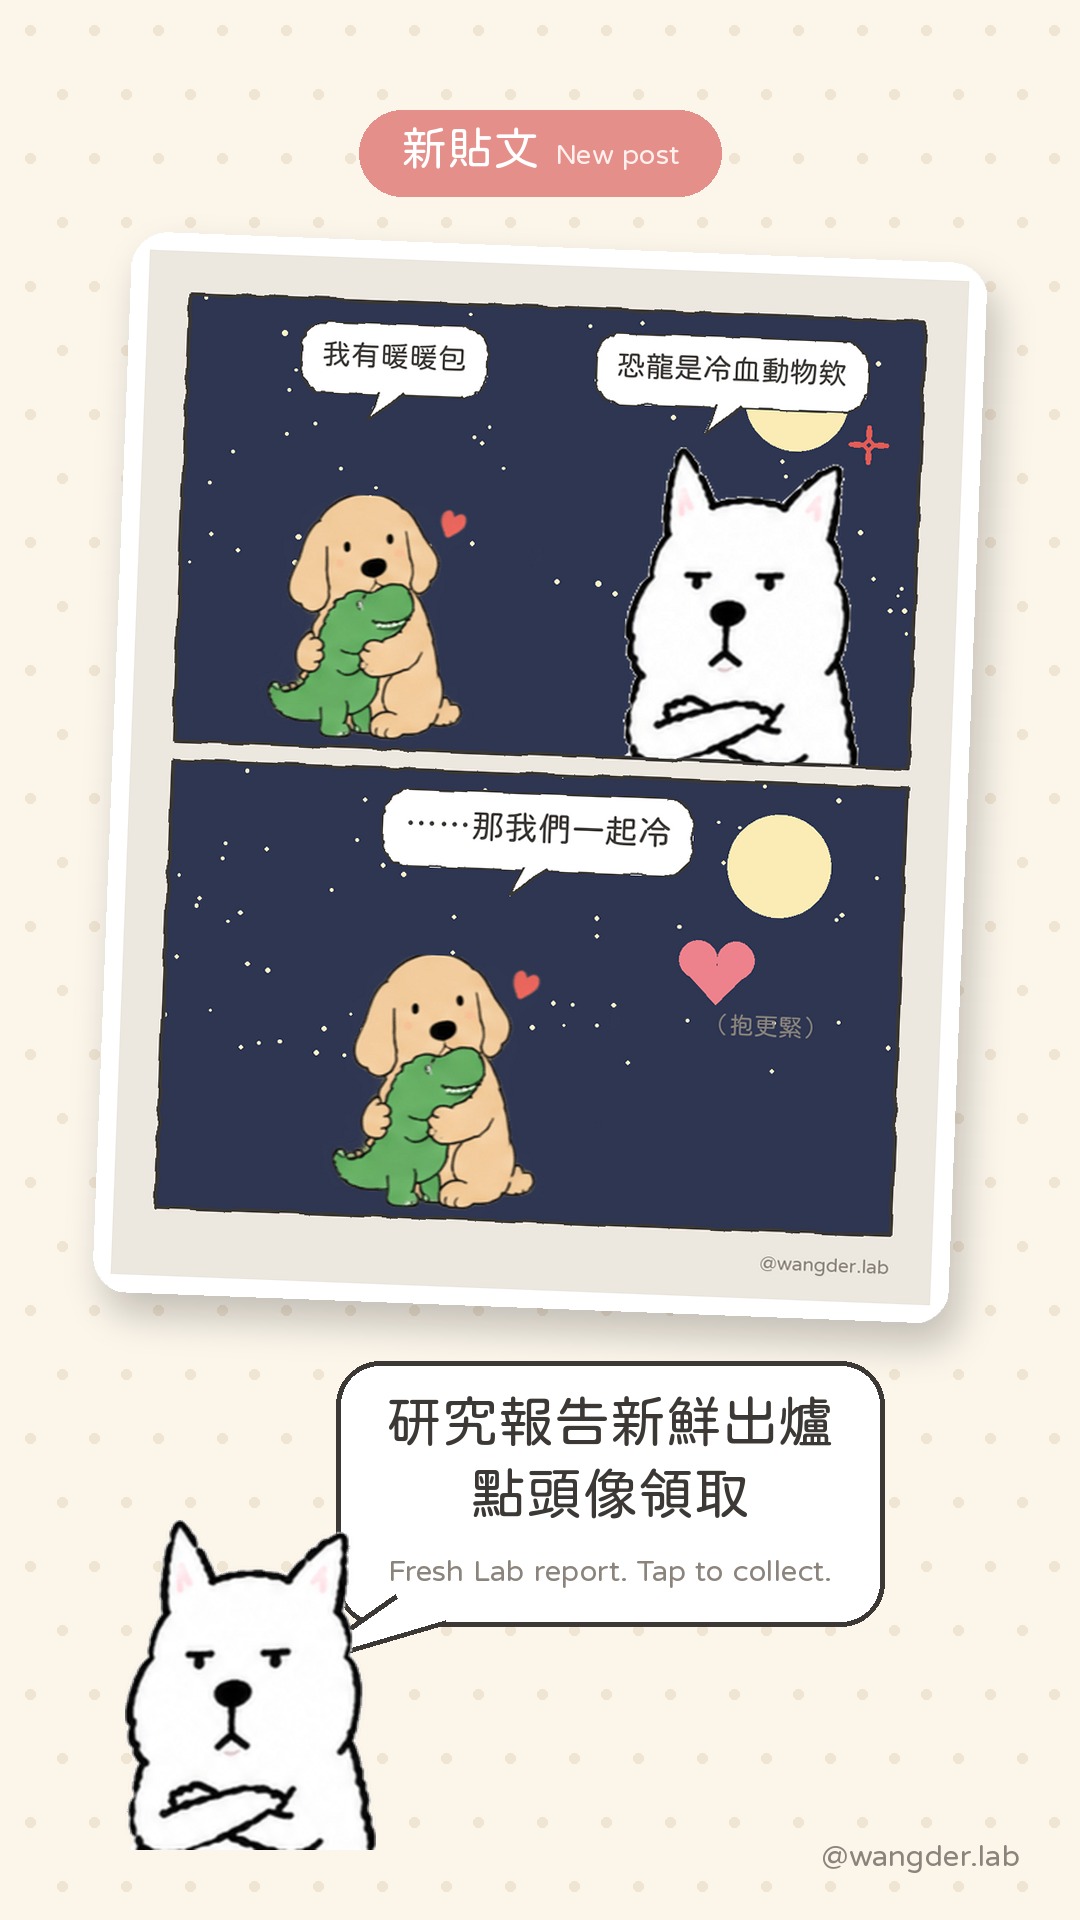 新貼文 New post
我有暖暖包
恐龍是冷血動物欸
⋯⋯那我們一起冷
（抱更緊）
@wangder.lab
研究報告新鮮出爐
點頭像領取
Fresh Lab report. Tap to collect.
@wangder.lab